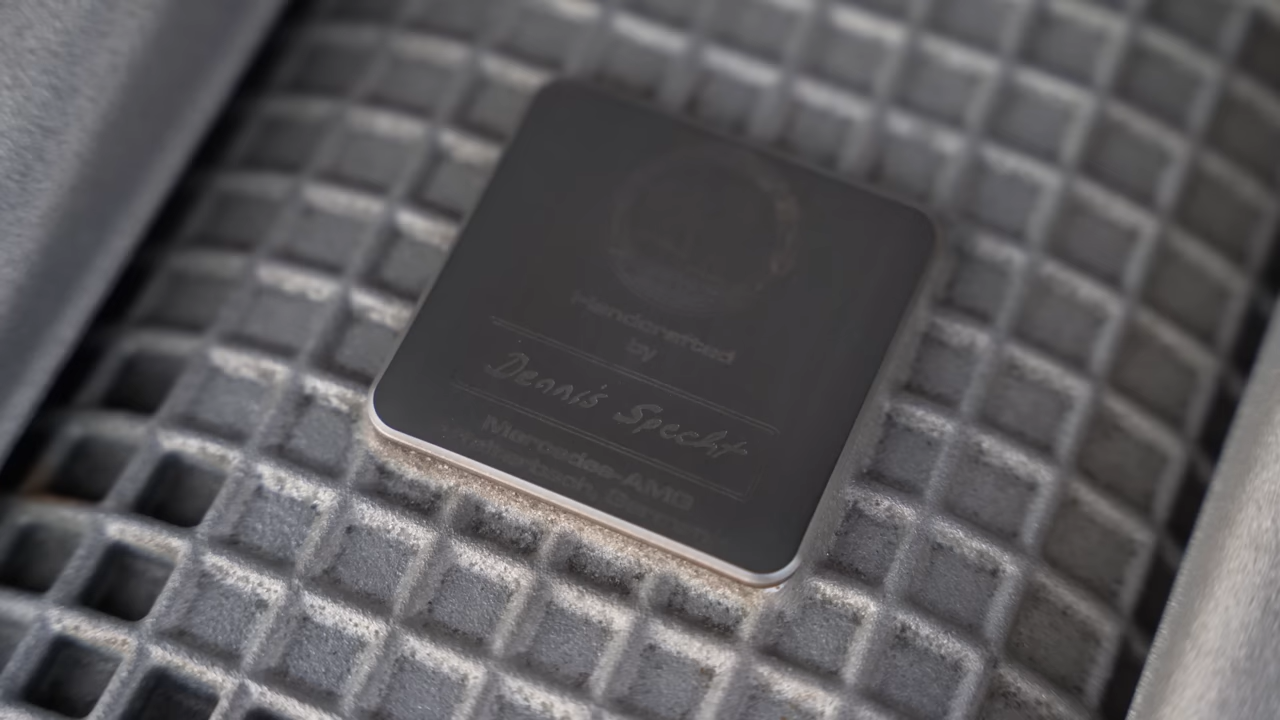 Handcrafted
by
Dennis Specht
Mercedes-AMG
Affalterbach, Germany